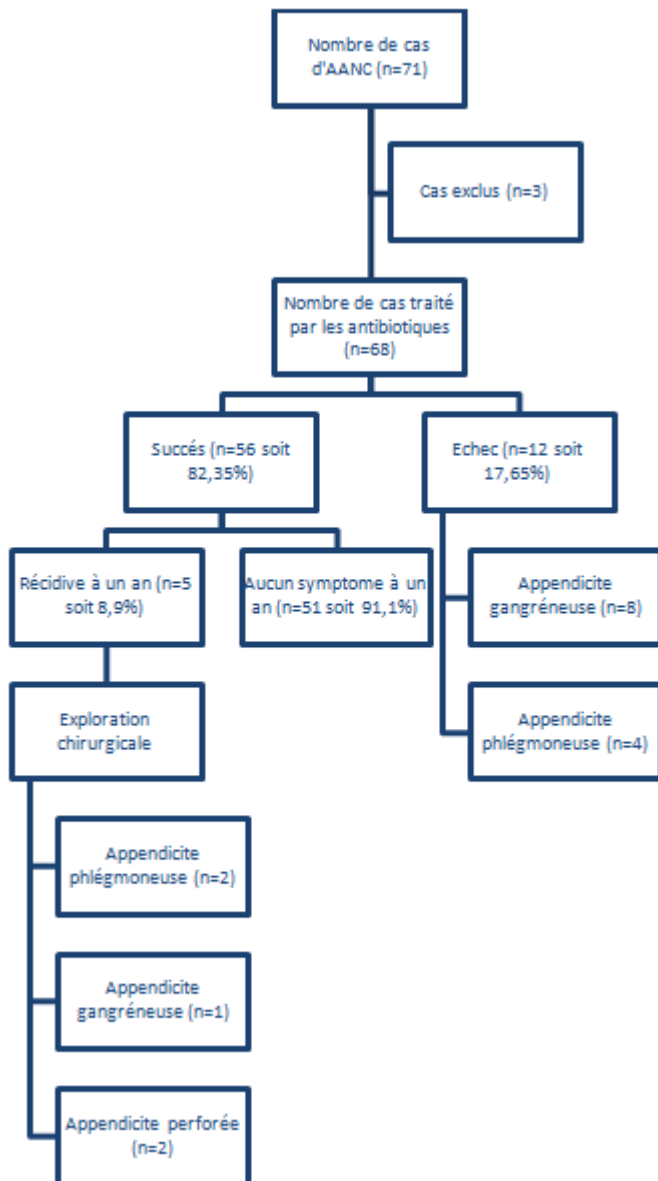 Nombre de cas
d'AANC (n=71)
Cas exclus (n=3)
Nombre de cas traité
par les antibiotiques
(n=68)
Succés (n=56 soit
82,35%)
Echec (n=12 soit
17,65%)
Récidive à un an (n=5
soit 8,9%)
Aucun symptome à un
an (n=51 soit 91,1%)
Appendicite
gangréneuse (n=8)
Exploration
chirurgicale
Appendicite
phlégmoneuse (n=4)
Appendicite
phlégmoneuse (n=2)
Appendicite
gangréneuse (n=1)
Appendicite perforée
(n=2)